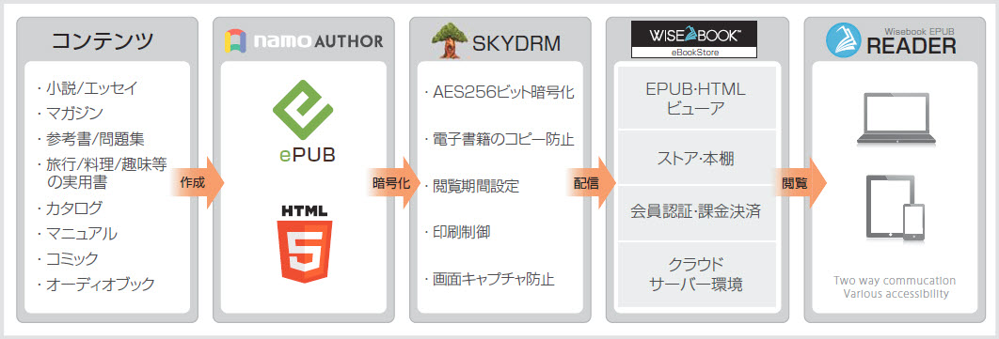 コンテンツ
・小説/エッセイ
・マガジン
・参考書/問題集
・旅行/料理/趣味等
の実用書
・カタログ
・マニュアル
・コミック
・オーディオブック
作成
namo AUTHOR
ePUB
HTML
5
暗号化
SKYDRM
・AES256ビット暗号化
・電子書籍のコピー防止
・閲覧期間設定
・印刷制御
・画面キャプチャ防止
配信
WISE BOOK™
eBookStore
EPUB・HTML
ビューア
ストア・本棚
会員認証・課金決済
クラウド
サーバー環境
閲覧
Wisebook EPUB
READER
Two way commucation
Various accessibility